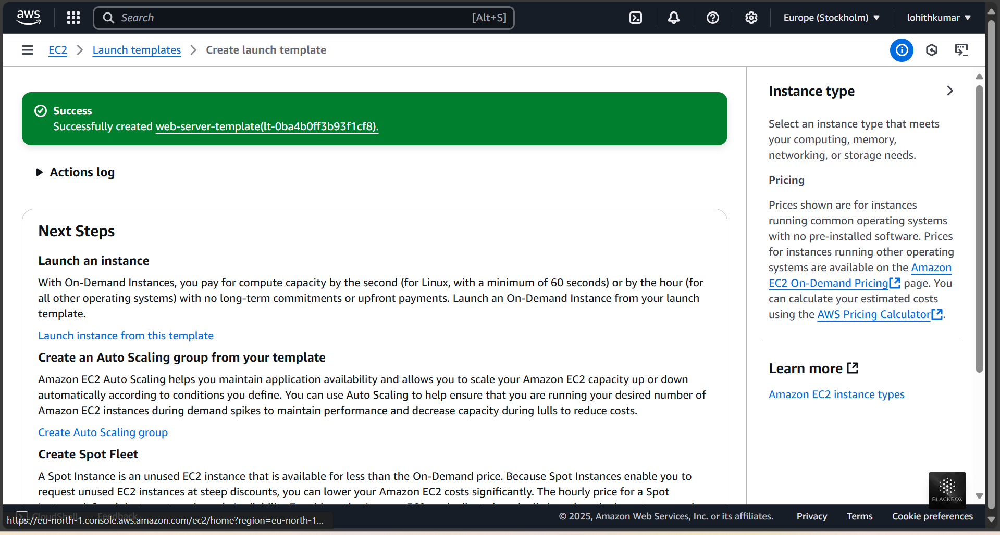 aws
Search [Alt+S]
Europe (Stockholm)
lohithkumar
EC2 Launch templates Create launch template
Success
Successfully created web-server-template(lt-0ba4b0ff3b93f1cf8).
Actions log
Next Steps
Launch an instance
With On-Demand Instances, you pay for compute capacity by the second (for Linux, with a minimum of 60 seconds) or by the hour (for
all other operating systems) with no long-term commitments or upfront payments. Launch an On-Demand Instance from your launch
template.
Launch instance from this template
Create an Auto Scaling group from your template
Amazon EC2 Auto Scaling helps you maintain application availability and allows you to scale your Amazon EC2 capacity up or down
automatically according to conditions you define. You can use Auto Scaling to help ensure that you are running your desired number of
Amazon EC2 instances during demand spikes to maintain performance and decrease capacity during lulls to reduce costs.
Create Auto Scaling group
Create Spot Fleet
A Spot Instance is an unused EC2 instance that is available for less than the On-Demand price. Because Spot Instances enable you to
request unused EC2 instances at steep discounts, you can lower your Amazon EC2 costs significantly. The hourly price for a Spot
Instance type
Select an instance type that meets
your computing, memory,
networking, or storage needs.
Pricing
Prices shown are for instances
running common operating systems
with no pre-installed software. Prices
for instances running other operating
systems are available on the Amazon
EC2 On-Demand Pricing page. You
can calculate your estimated costs
using the AWS Pricing Calculator.
Learn more
Amazon EC2 instance types
BLACKBOX
CloudShell Feedback
https://eu-north-1.console.aws.amazon.com/ec2/home?region=eu-north-1...
© 2025, Amazon Web Services, Inc. or its affiliates. Privacy Terms Cookie preferences